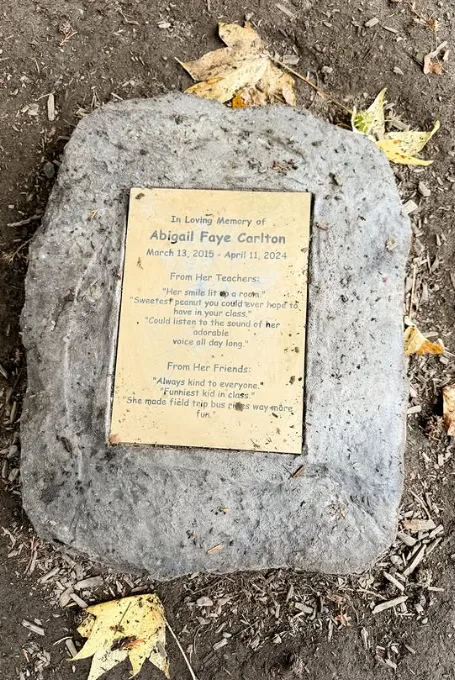 In Loving Memory of
Abigail Faye Carlton
March 13, 2015 - April 11, 2024
From Her Teachers:
"Her smile lit up a room."
"Sweetest peanut you could ever hope to
have in your class."
"Could listen to the sound of her
adorable
voice all day long."
From Her Friends:
"Always kind to everyone."
"Funniest kid in class."
"She made field trip bus rides way more
fun."